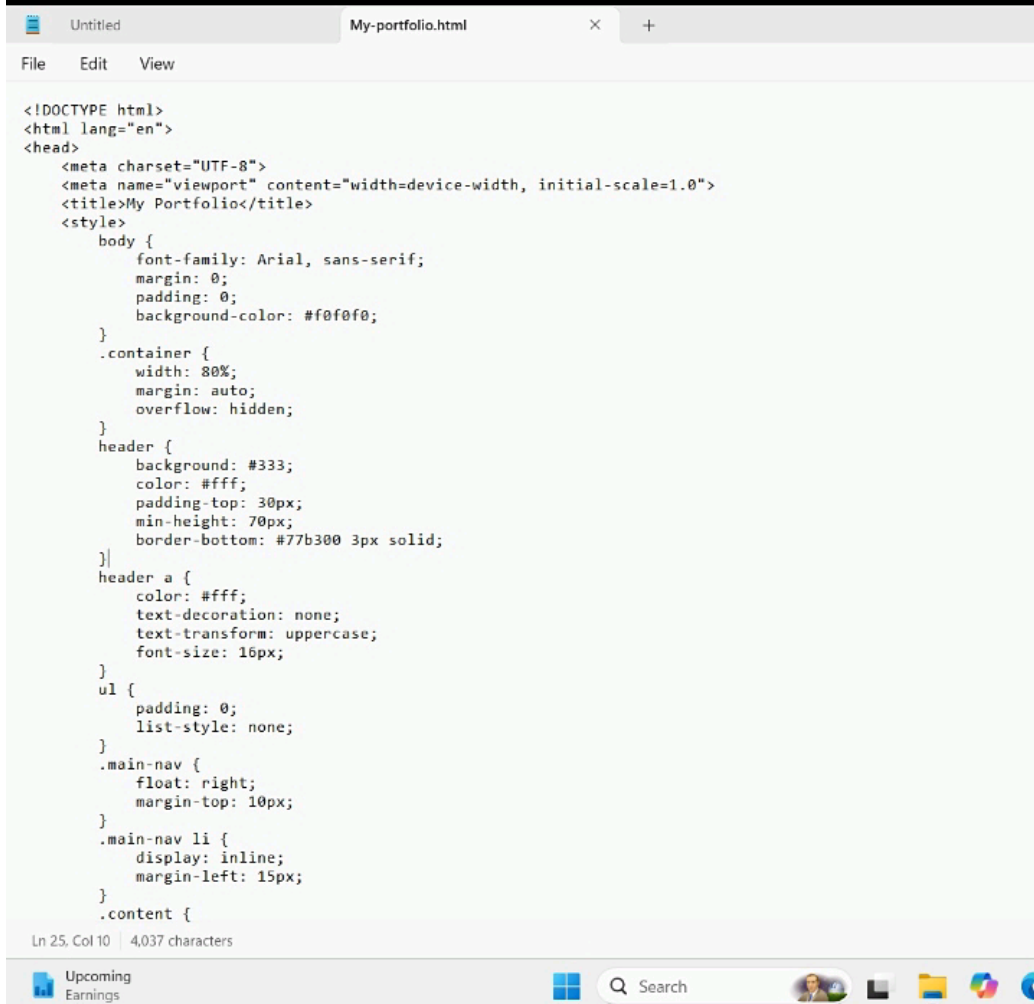 Untitled
My-portfolio.html
File Edit View
<!DOCTYPE html>
<html lang="en">
<head>
    <meta charset="UTF-8">
    <meta name="viewport" content="width=device-width, initial-scale=1.0">
    <title>My Portfolio</title>
    <style>
        body {
            font-family: Arial, sans-serif;
            margin: 0;
            padding: 0;
            background-color: #f0f0f0;
        }
        .container {
            width: 80%;
            margin: auto;
            overflow: hidden;
        }
        header {
            background: #333;
            color: #fff;
            padding-top: 30px;
            min-height: 70px;
            border-bottom: #77b300 3px solid;
        }
        header a {
            color: #fff;
            text-decoration: none;
            text-transform: uppercase;
            font-size: 16px;
        }
        ul {
            padding: 0;
            list-style: none;
        }
        .main-nav {
            float: right;
            margin-top: 10px;
        }
        .main-nav li {
            display: inline;
            margin-left: 15px;
        }
        .content {
Ln 25, Col 10 4,037 characters
Upcoming
Earnings
Search